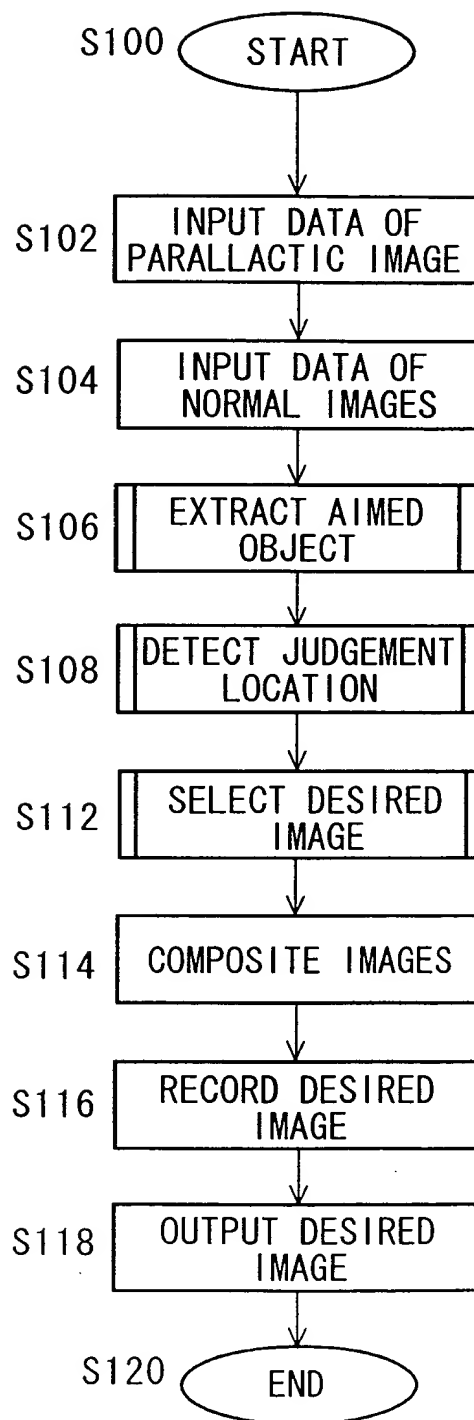 S100
START
S102
INPUT DATA OF
PARALLACTIC IMAGE
S104
INPUT DATA OF
NORMAL IMAGES
S106
EXTRACT AIMED
OBJECT
S108
DETECT JUDGEMENT
LOCATION
S112
SELECT DESIRED
IMAGE
S114
COMPOSITE IMAGES
S116
RECORD DESIRED
IMAGE
S118
OUTPUT DESIRED
IMAGE
S120
END